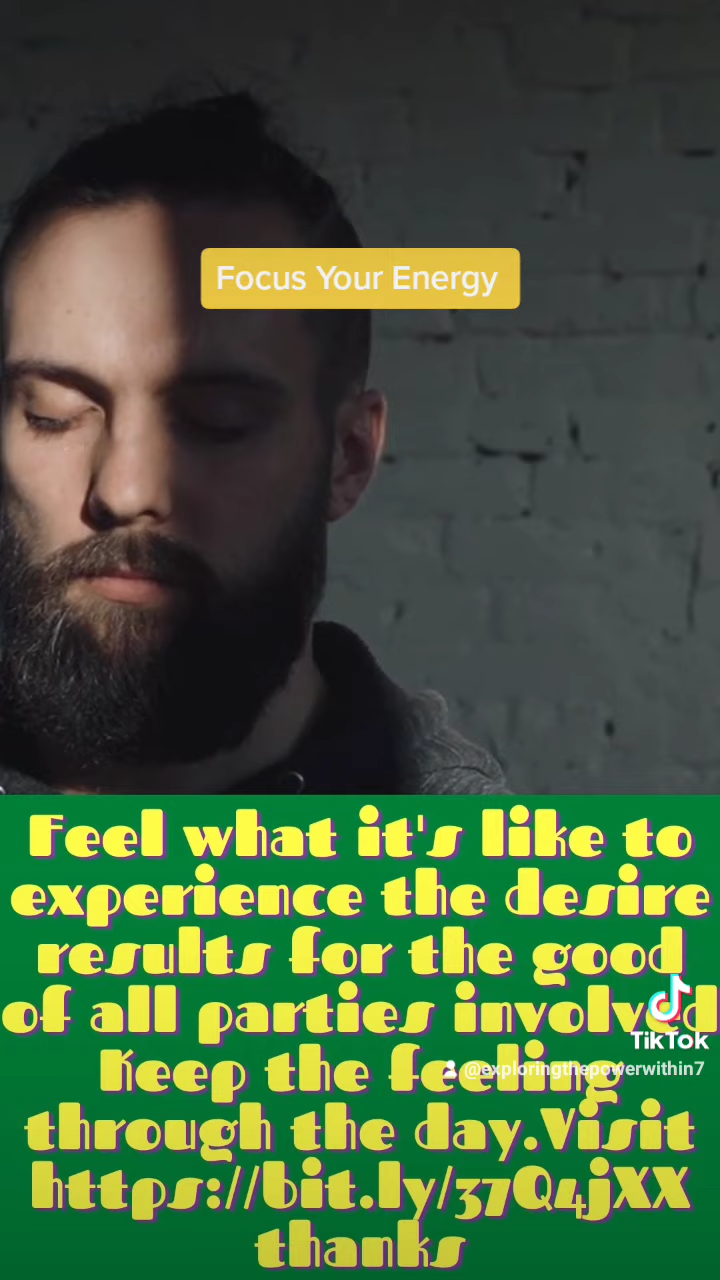 Focus Your Energy
Feel what it's like to
experience the desire
results for the good
of all parties involved
TikTok
Keep the feeling
@exploringthepowerwithin7
through the day.Visit
https://bit.ly/37Q4jXX
thanks